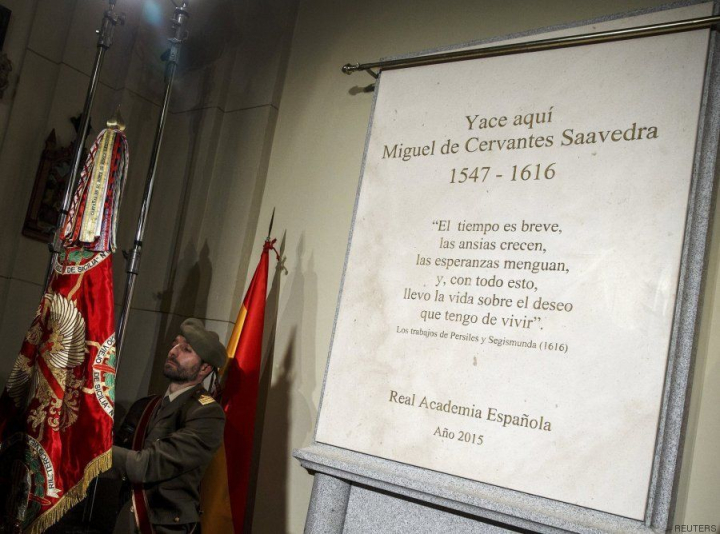 Yace aquí
Miguel de Cervantes Saavedra
1547 - 1616
“El tiempo es breve,
las ansias crecen,
las esperanzas menguan,
y, con todo esto,
llevo la vida sobre el deseo
que tengo de vivir”.
Los trabajos de Persiles y Segismunda (1616)
Real Academia Española
Año 2015
REUTERS